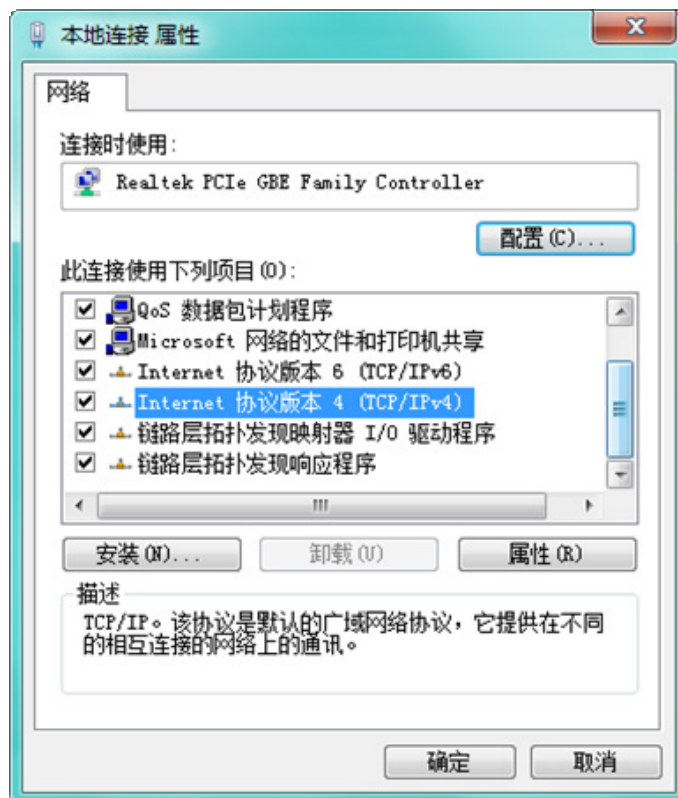 本地连接 属性
网络
连接时使用:
Realtek PCIe GBE Family Controller
配置(C)...
此连接使用下列项目(O):
QoS 数据包计划程序
Microsoft 网络的文件和打印机共享
Internet 协议版本 6 (TCP/IPv6)
Internet 协议版本 4 (TCP/IPv4)
链路层拓扑发现映射器 I/O 驱动程序
链路层拓扑发现响应程序
安装(N)...
卸载(U)
属性(R)
描述
TCP/IP。该协议是默认的广域网络协议，它提供在不同
的相互连接的网络上的通讯。
确定
取消